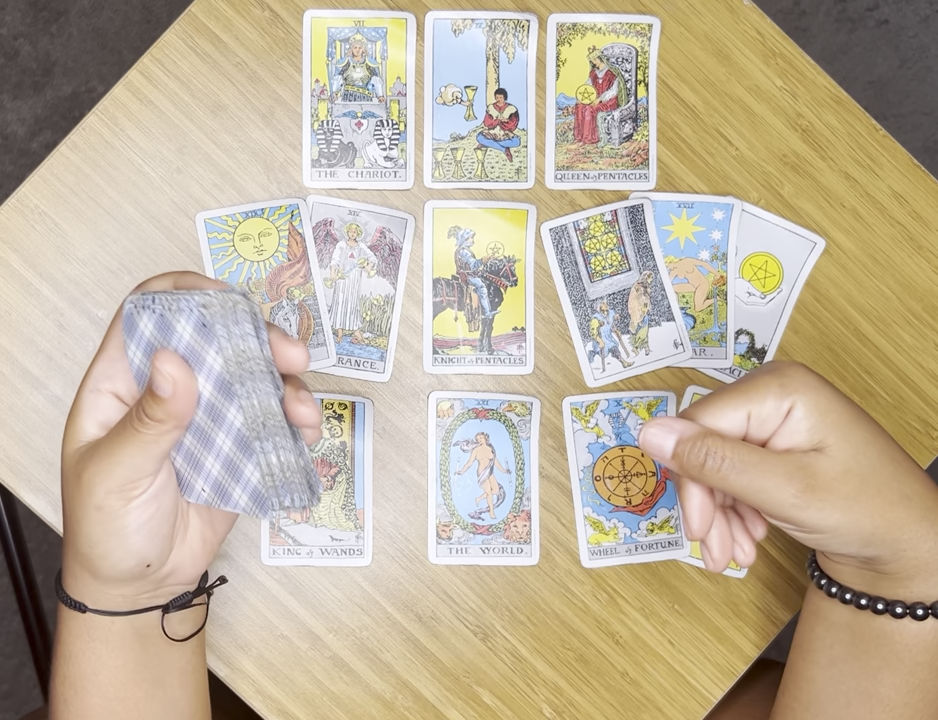 VII
THE CHARIOT.
QUEEN of PENTACLES
XIX
XIV
RANCE.
KNIGHT of PENTACLES
XVII
AR.
KING of WANDS
XXI
THE WORLD.
X
WHEEL of FORTUNE